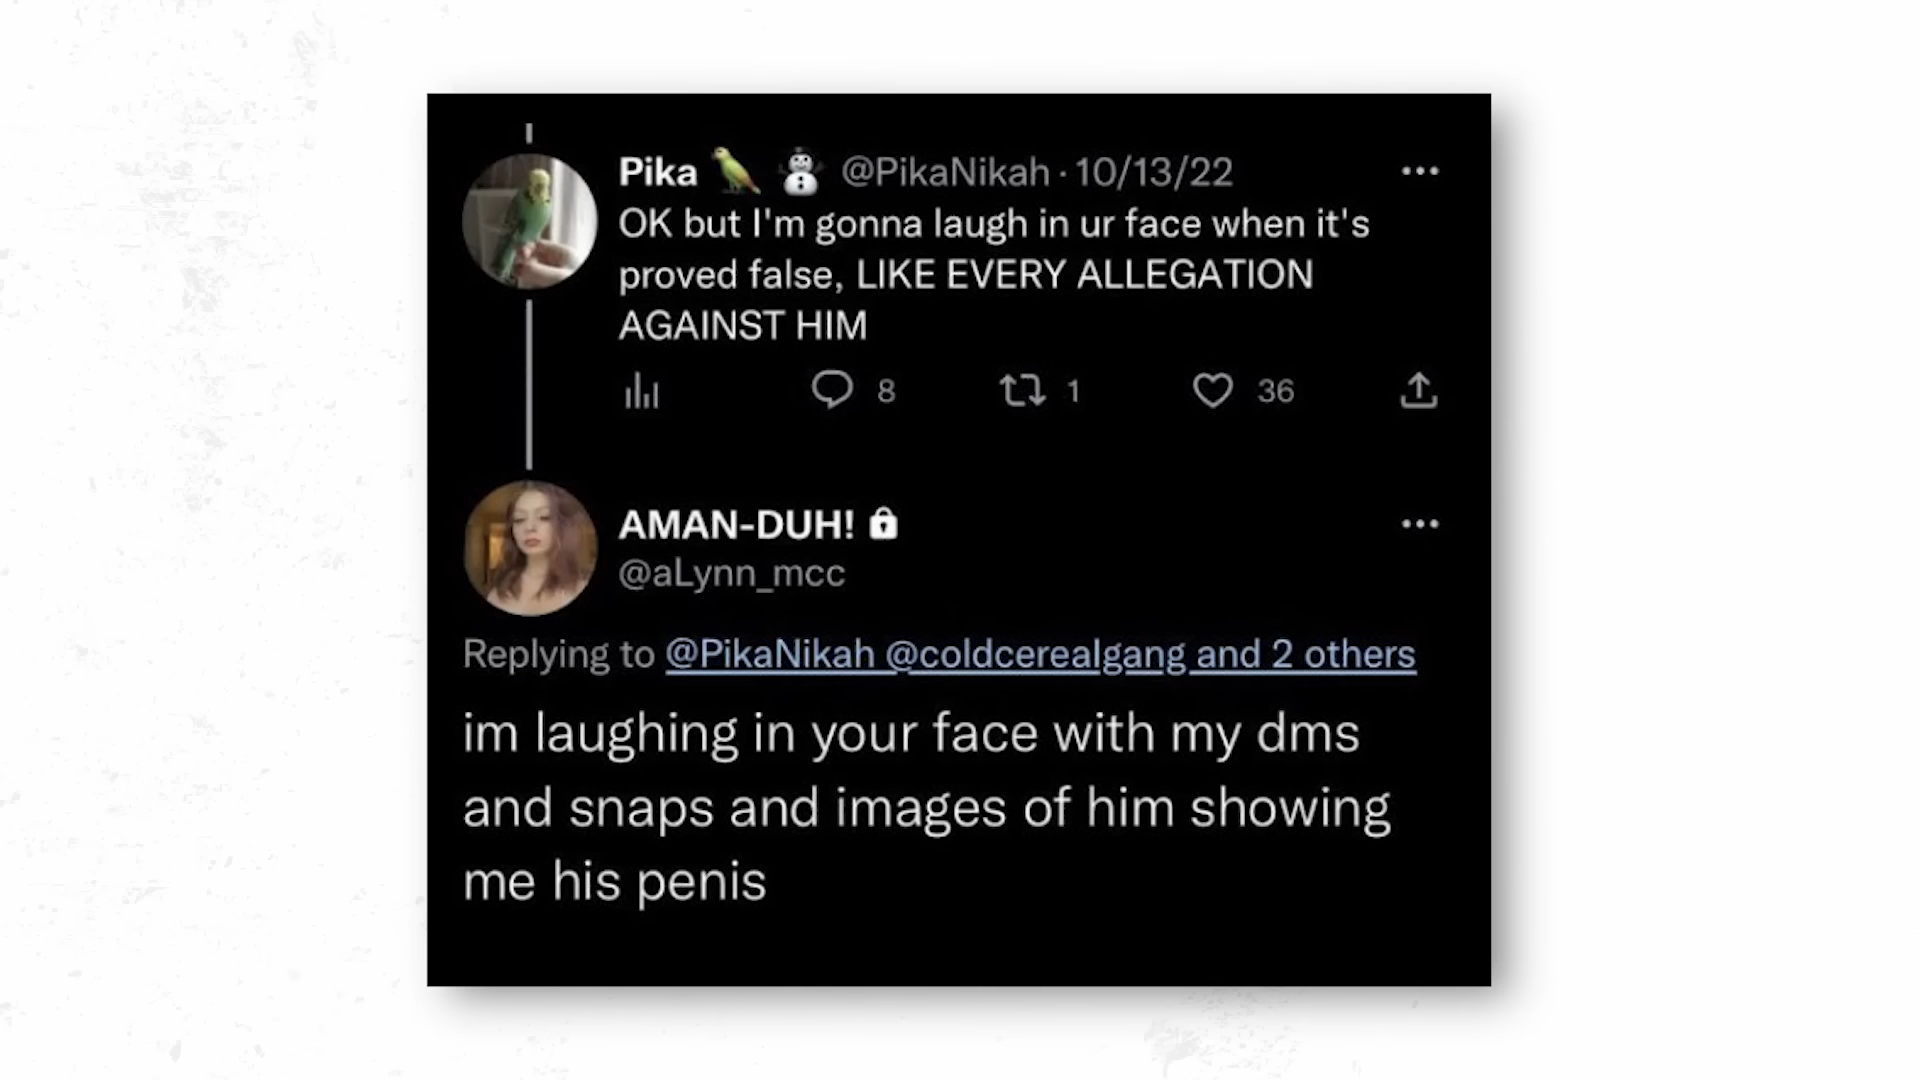 Pika 🦜 ☃️ @PikaNikah · 10/13/22
OK but I'm gonna laugh in ur face when it's
proved false, LIKE EVERY ALLEGATION
AGAINST HIM
8 1 36
AMAN-DUH! 🔒
@aLynn_mcc
Replying to @PikaNikah @coldcerealgang and 2 others
im laughing in your face with my dms
and snaps and images of him showing
me his penis